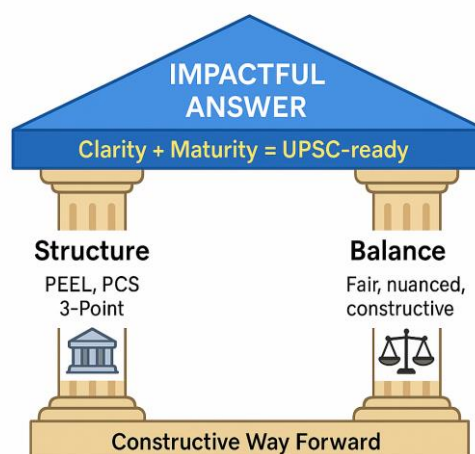 IMPACTFUL
ANSWER
Clarity + Maturity = UPSC-ready
Structure
PEEL, PCS
3-Point
Balance
Fair, nuanced,
constructive
Constructive Way Forward